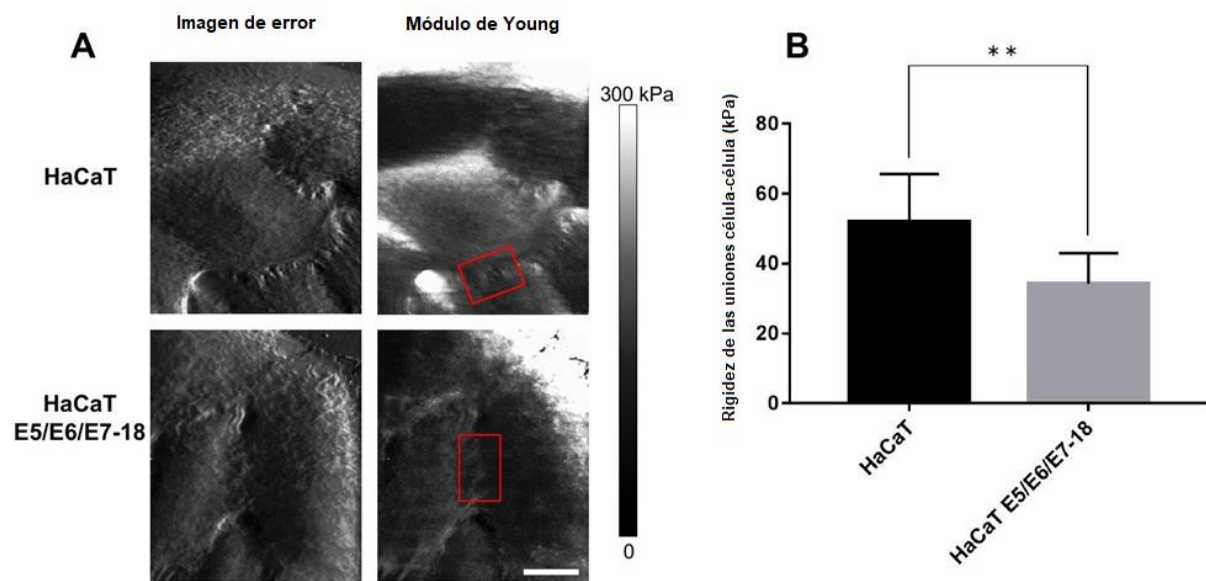 A
Imagen de error
Módulo de Young
HaCaT
HaCaT
E5/E6/E7-18
300 kPa
0
B
**
Rigidez de las uniones célula-célula (kPa)
80
60
40
20
0
HaCaT
HaCaT E5/E6/E7-18